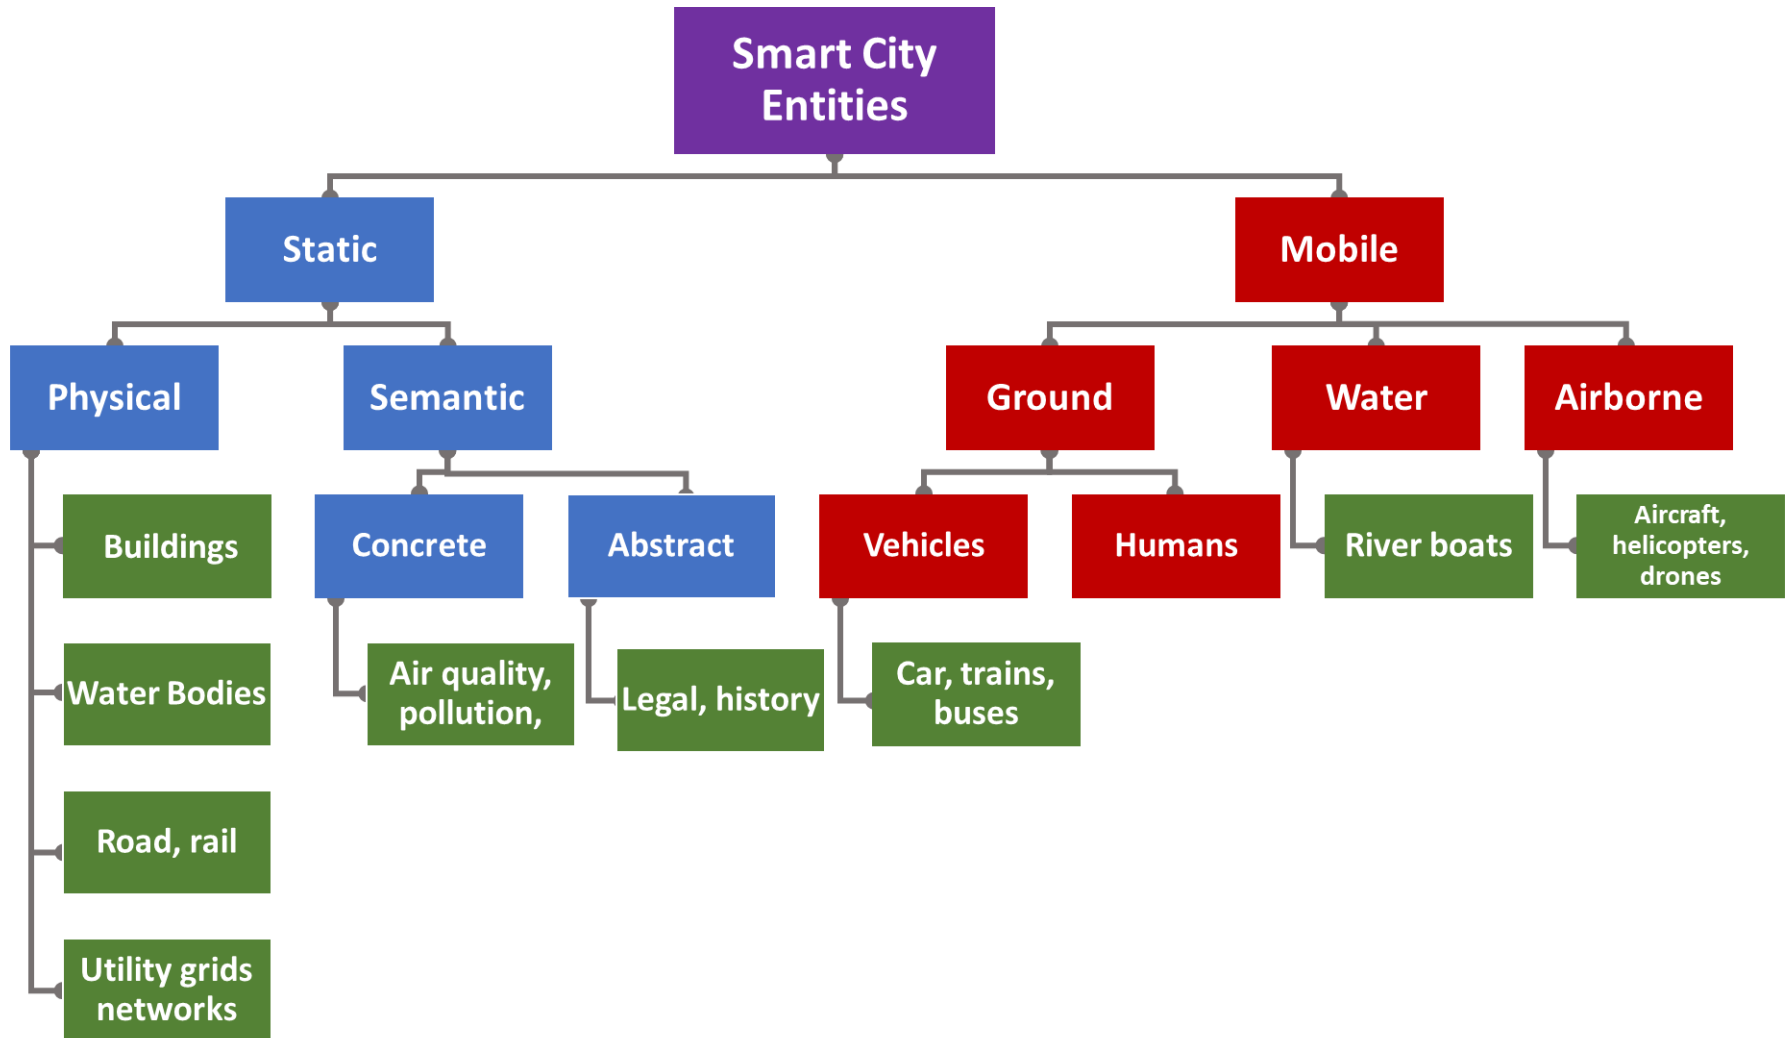 Smart City
Entities
Static
Mobile
Physical
Semantic
Ground
Water
Airborne
Buildings
Concrete
Abstract
Vehicles
Humans
River boats
Aircraft,
helicopters,
drones
Water Bodies
Air quality,
pollution,
Legal, history
Car, trains,
buses
Road, rail
Utility grids
networks